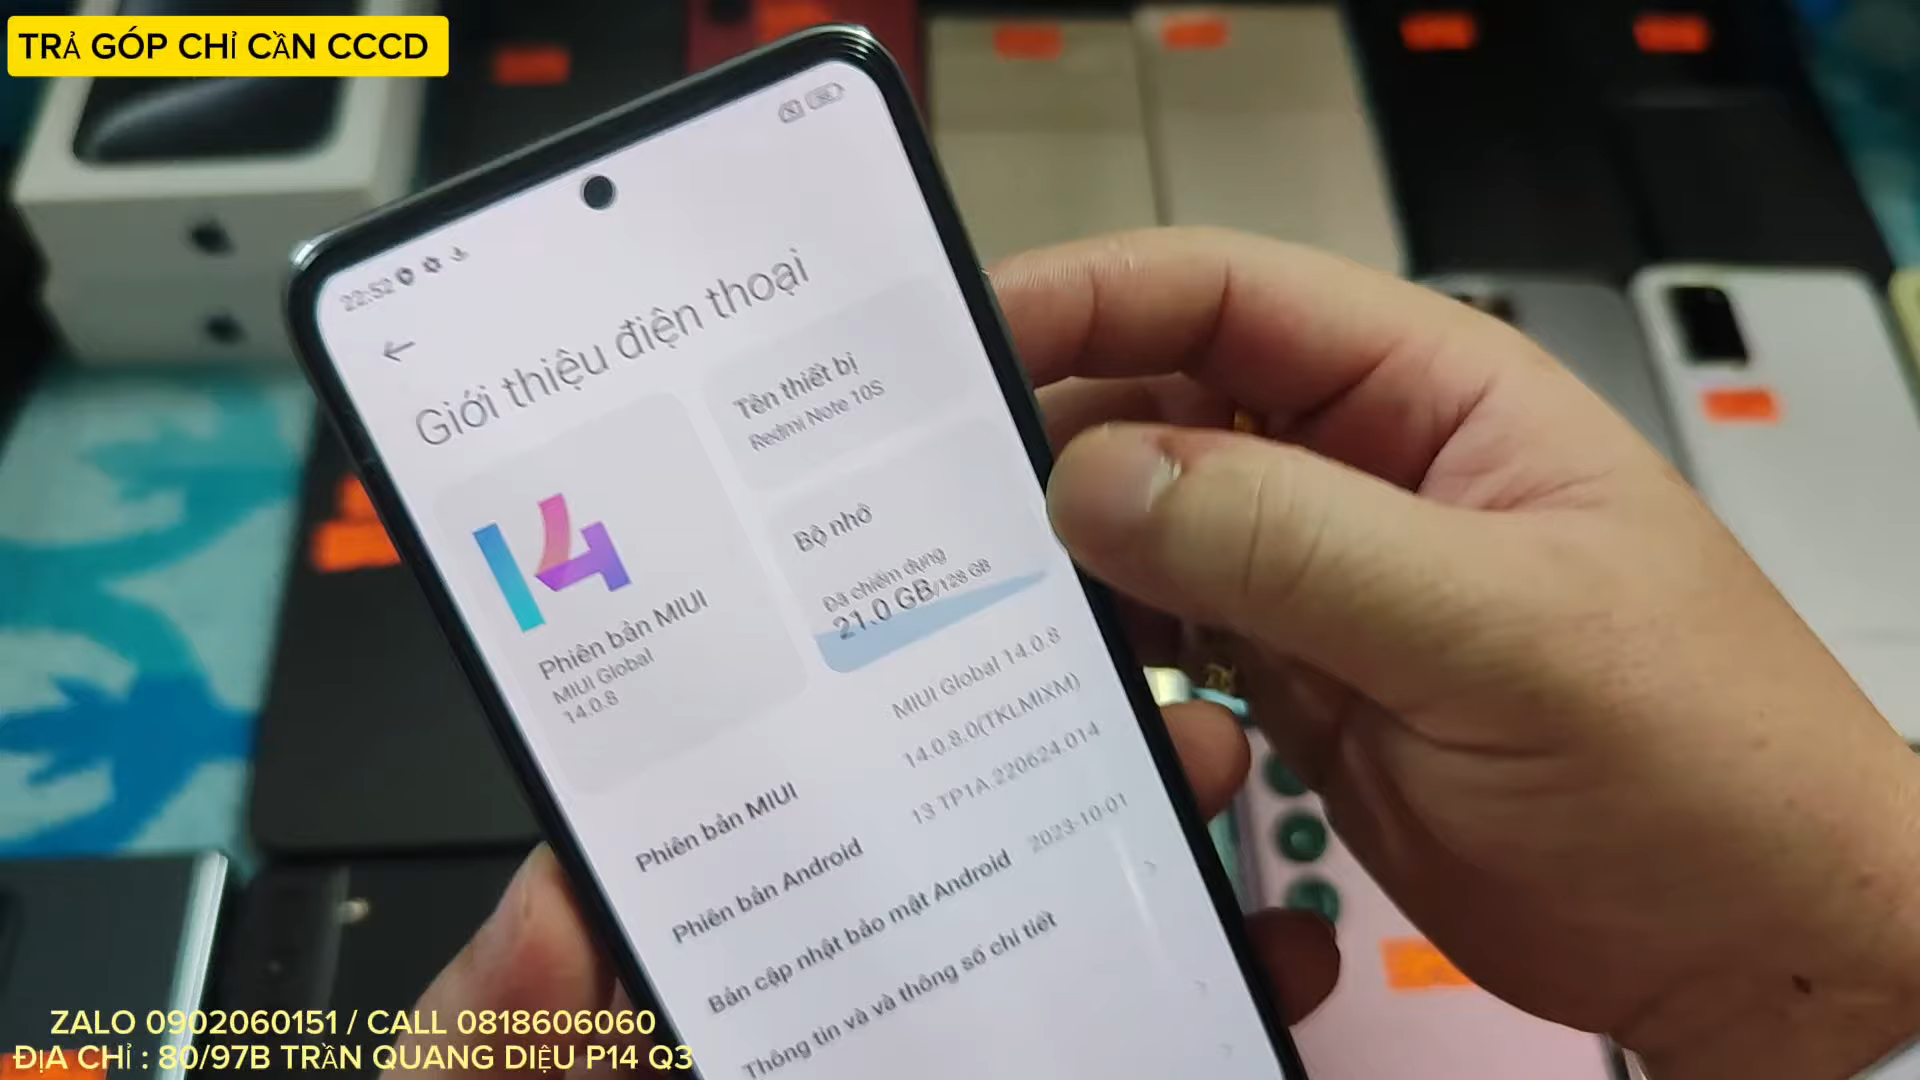 TRẢ GÓP CHỈ CẦN CCCD
22:52
Giới thiệu điện thoại
Tên thiết bị
Redmi Note 10S
14
Phiên bản MIUI
MIUI Global
14.0.8
Bộ nhớ
Đã chiếm dụng
21.0 GB/128 GB
Phiên bản MIUI
MIUI Global 14.0.8
14.0.8.0(TKLMIXM)
Phiên bản Android
13 TP1A.220624.014
Bản cập nhật bảo mật Android
2023-10-01
Thông tin và và thông số chi tiết
ZALO 0902060151 / CALL 0818606060
ĐỊA CHỈ : 80/97B TRẦN QUANG DIỆU P14 Q3